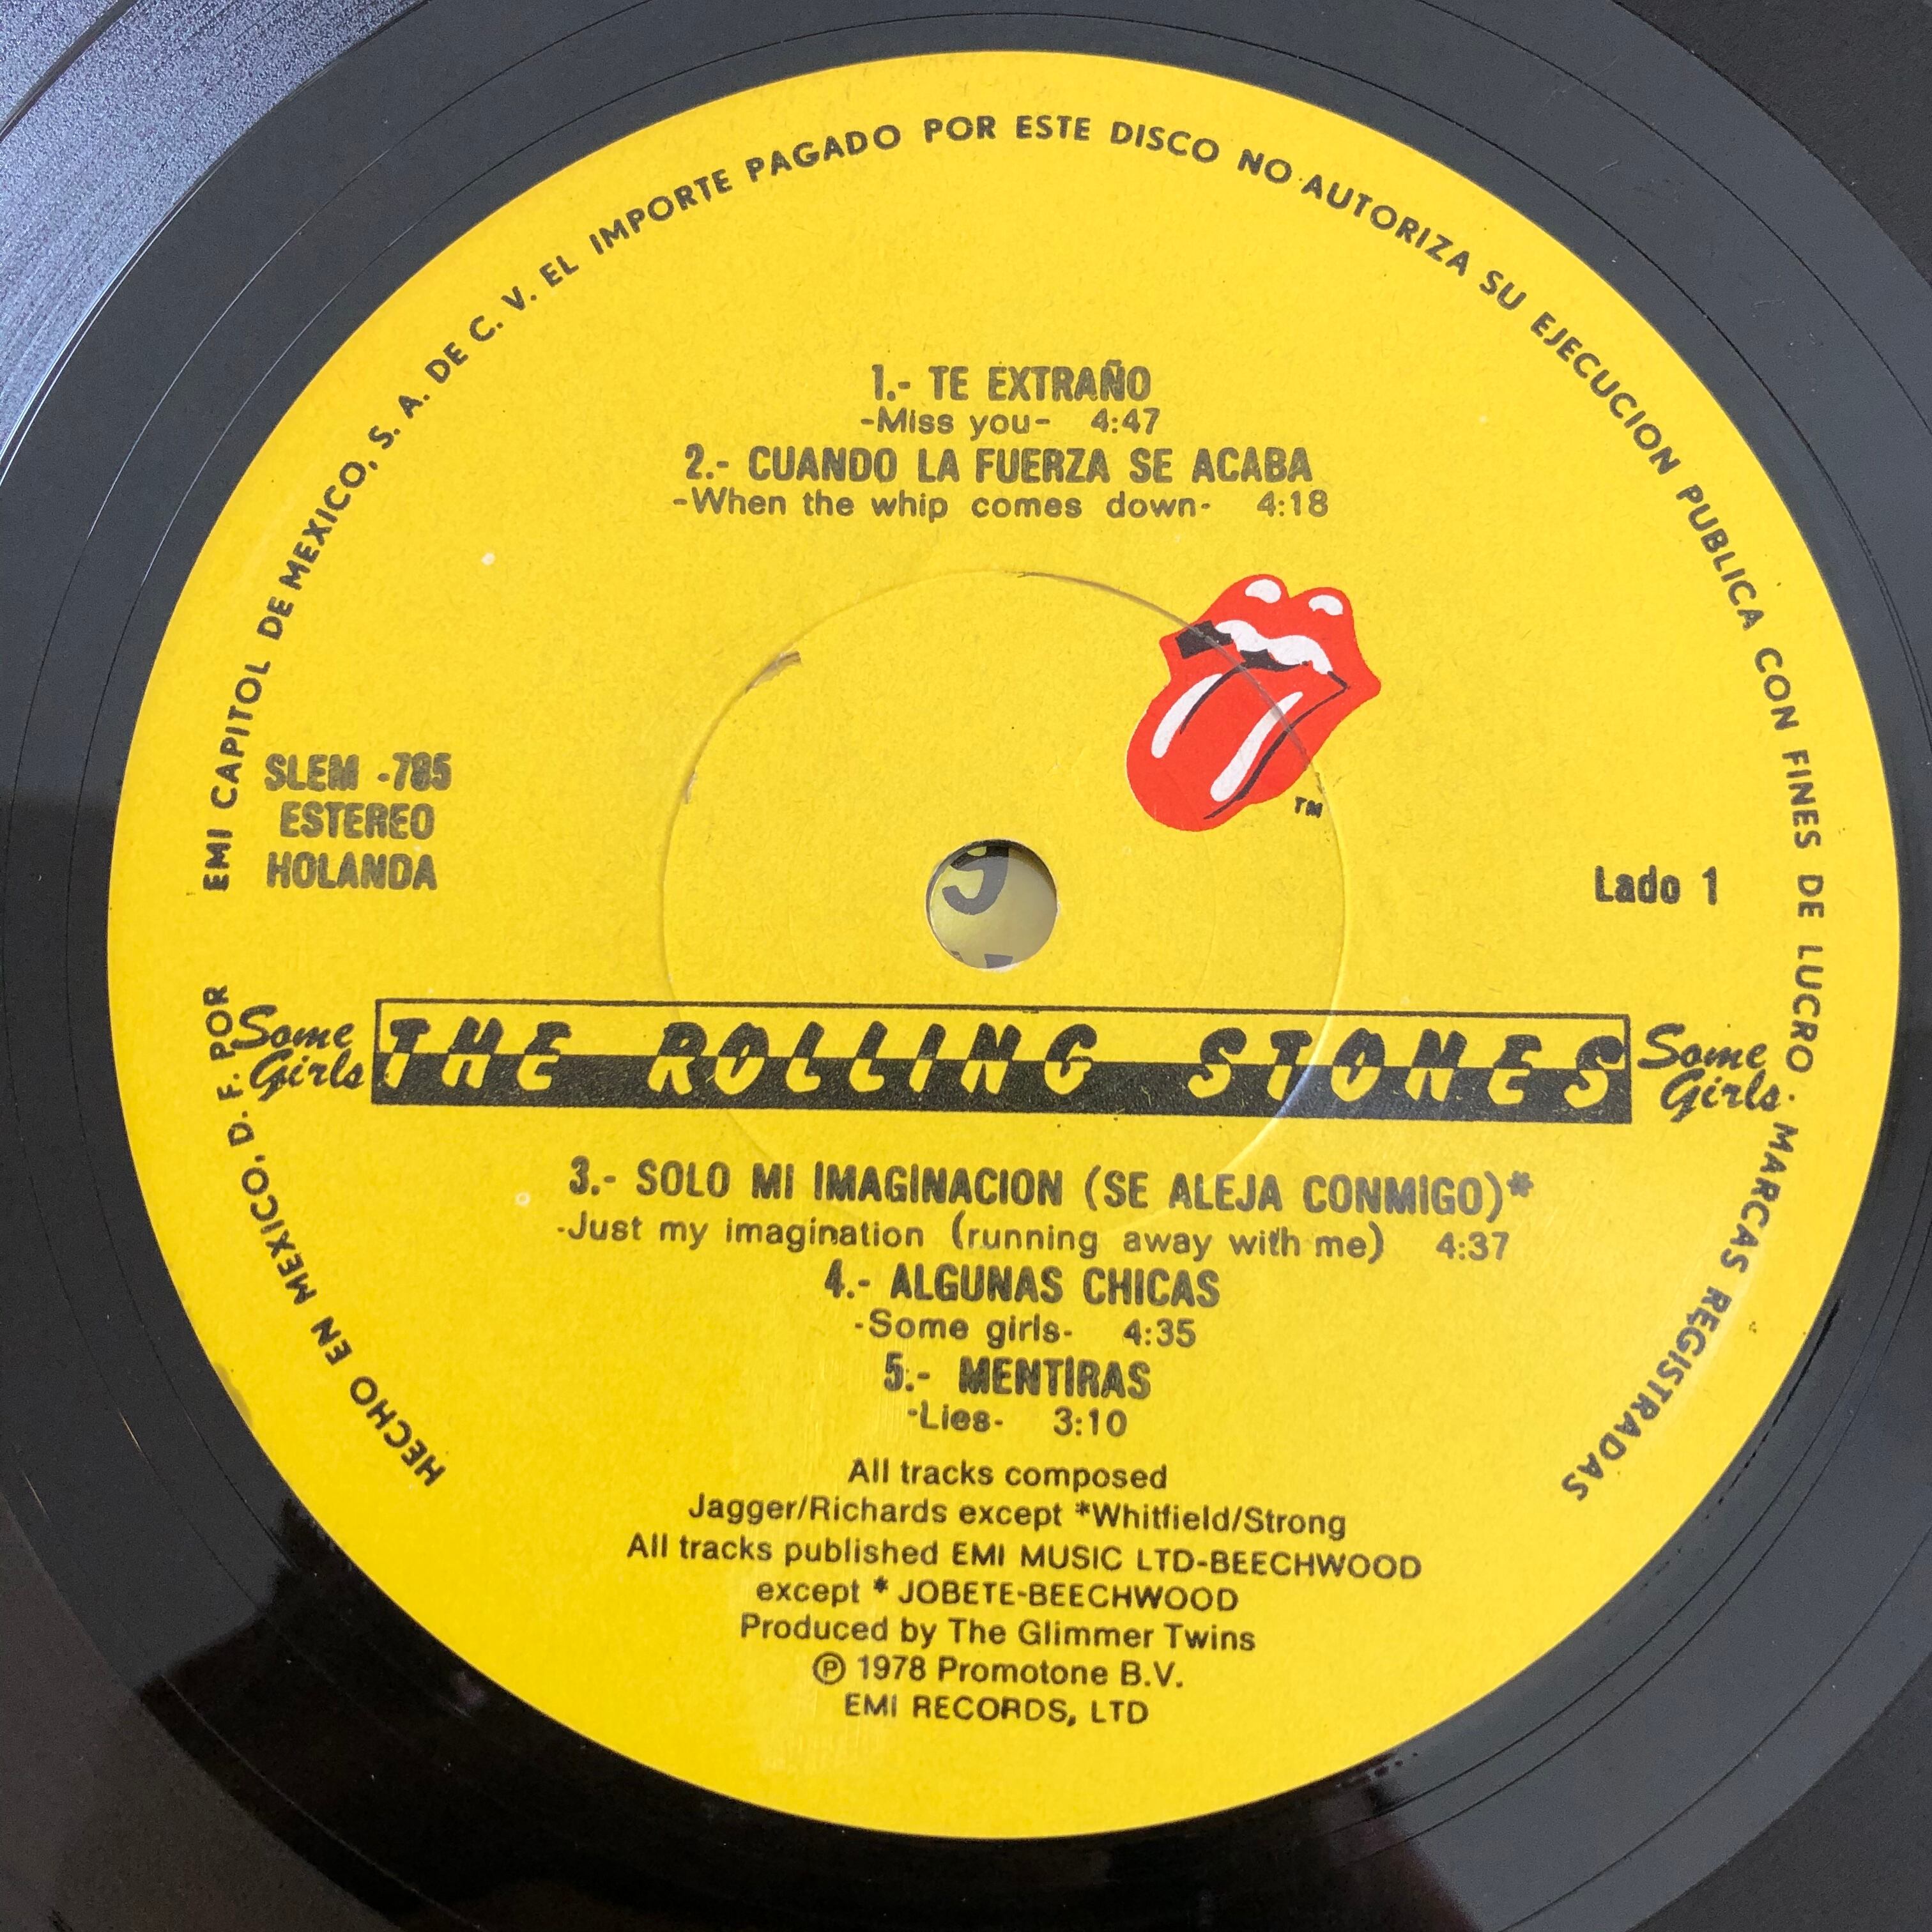 HECHO EN MEXICO, D. F. POR EMI CAPITOL DE MEXICO, S. A. DE C. V. EL IMPORTE PAGADO POR ESTE DISCO NO AUTORIZA SU EJECUCION PUBLICA CON FINES DE LUCRO. MARCAS REGISTRADAS
1.- TE EXTRAÑO
-Miss you- 4:47
2.- CUANDO LA FUERZA SE ACABA
-When the whip comes down- 4:18
TM
SLEM -785
ESTEREO
HOLANDA
Lado 1
Some Girls
THE ROLLING STONES
Some Girls
3.- SOLO MI IMAGINACION (SE ALEJA CONMIGO)*
-Just my imagination (running away with me) 4:37
4.- ALGUNAS CHICAS
-Some girls- 4:35
5.- MENTIRAS
-Lies- 3:10
All tracks composed
Jagger/Richards except *Whitfield/Strong
All tracks published EMI MUSIC LTD-BEECHWOOD
except * JOBETE-BEECHWOOD
Produced by The Glimmer Twins
Ⓟ 1978 Promotone B.V.
EMI RECORDS, LTD